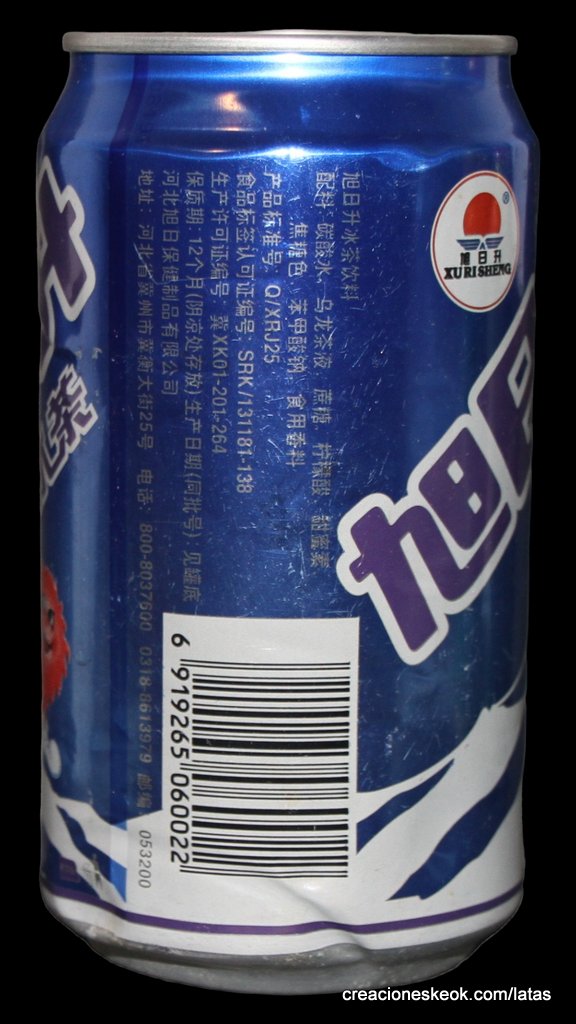 旭日升冰茶饮料
配料：碳酸水、乌龙茶液 蔗糖 柠檬酸 甜蜜素
焦糖色 苯甲酸钠 食用香料
产品标准号：Q/XRJ25
食品标签认可证编号：SRK/131181-138
生产许可证编号：冀XK01-201-264
保质期：12个月(阴凉处存放)生产日期(同批号) 见罐底
河北旭日保健制品有限公司
地址：河北省冀州市冀衡大街25号 电话：800-8037600 0318-8613979 邮编：053200
旭日升
®
XURISHENG
旭日
茶
6 919265 060022
creacioneskeok.com/latas